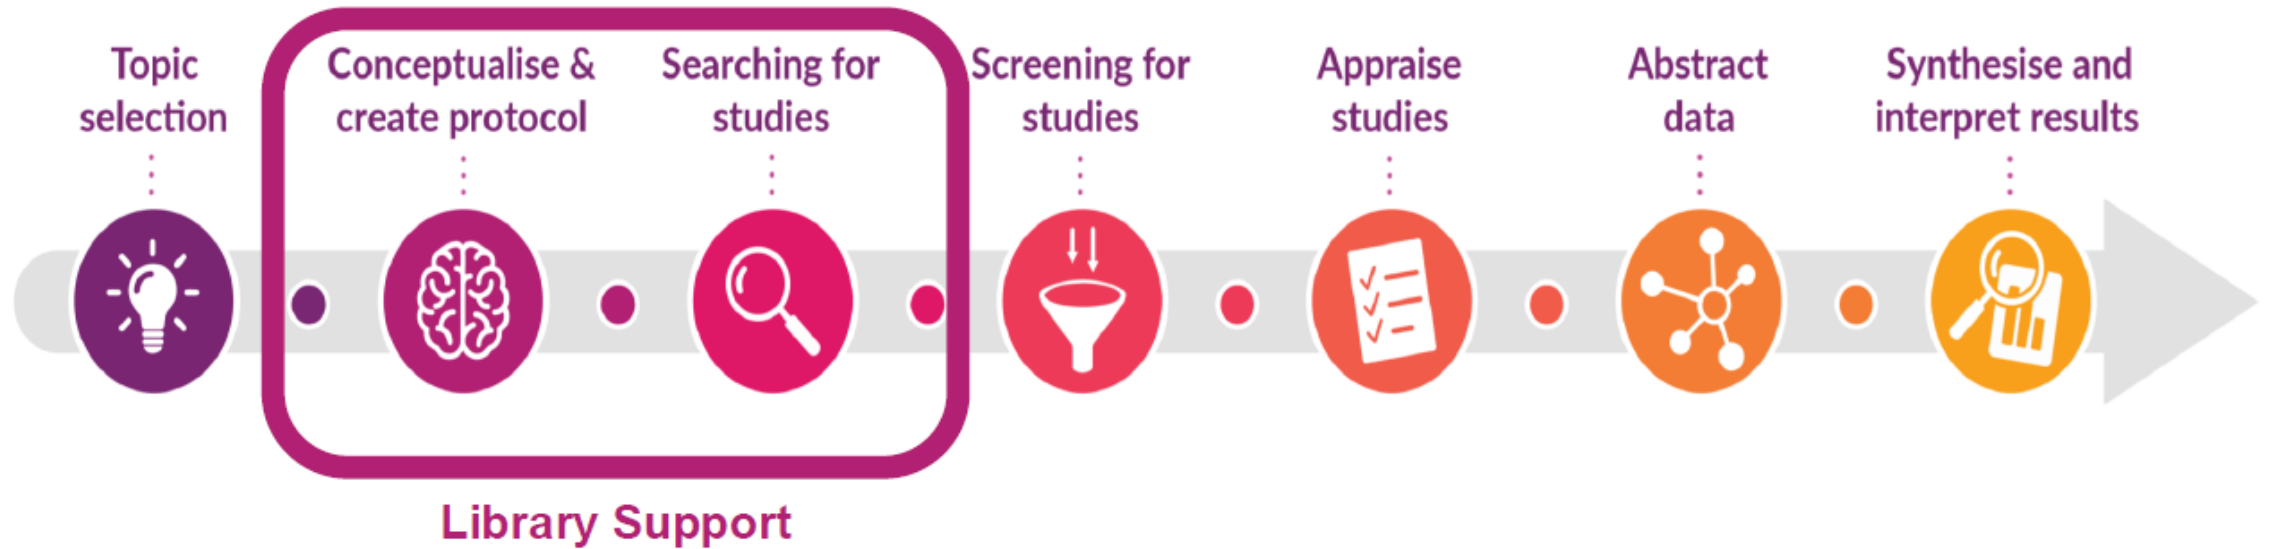 Topic
selection
Conceptualise &
create protocol
Searching for
studies
Screening for
studies
Appraise
studies
Abstract
data
Synthesise and
interpret results
Library Support